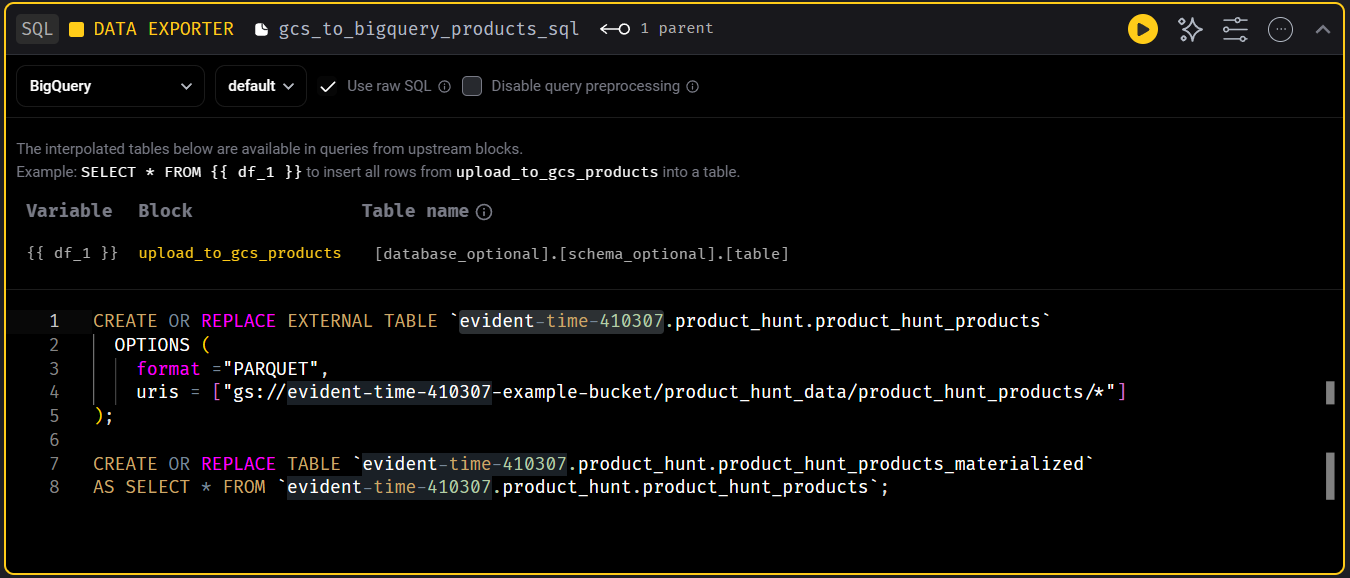 SQL DATA EXPORTER gcs_to_bigquery_products_sql 1 parent
BigQuery default Use raw SQL Disable query preprocessing
The interpolated tables below are available in queries from upstream blocks.
Example: SELECT * FROM {{ df_1 }} to insert all rows from upload_to_gcs_products into a table.
Variable Block Table name
{{ df_1 }} upload_to_gcs_products [database_optional].[schema_optional].[table]
1 CREATE OR REPLACE EXTERNAL TABLE `evident-time-410307.product_hunt.product_hunt_products`
2 OPTIONS (
3 format ="PARQUET",
4 uris = ["gs://evident-time-410307-example-bucket/product_hunt_data/product_hunt_products/*"]
5 );
6
7 CREATE OR REPLACE TABLE `evident-time-410307.product_hunt.product_hunt_products_materialized`
8 AS SELECT * FROM `evident-time-410307.product_hunt.product_hunt_products`;